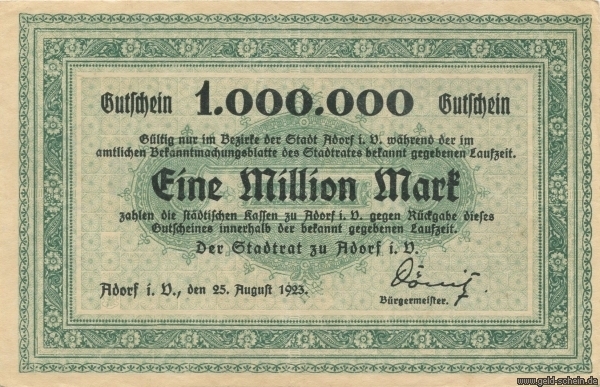 Gutschein 1.000.000 Gutschein
Gültig nur im Bezirke der Stadt Adorf i. V. während der im
amtlichen Bekanntmachungsblatte des Stadtrates bekannt gegebenen Laufzeit.
Eine Million Mark
zahlen die städtischen Kassen zu Adorf i. V. gegen Rückgabe dieses
Gutscheines innerhalb der bekannt gegebenen Laufzeit.
Der Stadtrat zu Adorf i. V.
Adorf i. V., den 25. August 1923.
Bürgermeister.
www.geld-schein.de